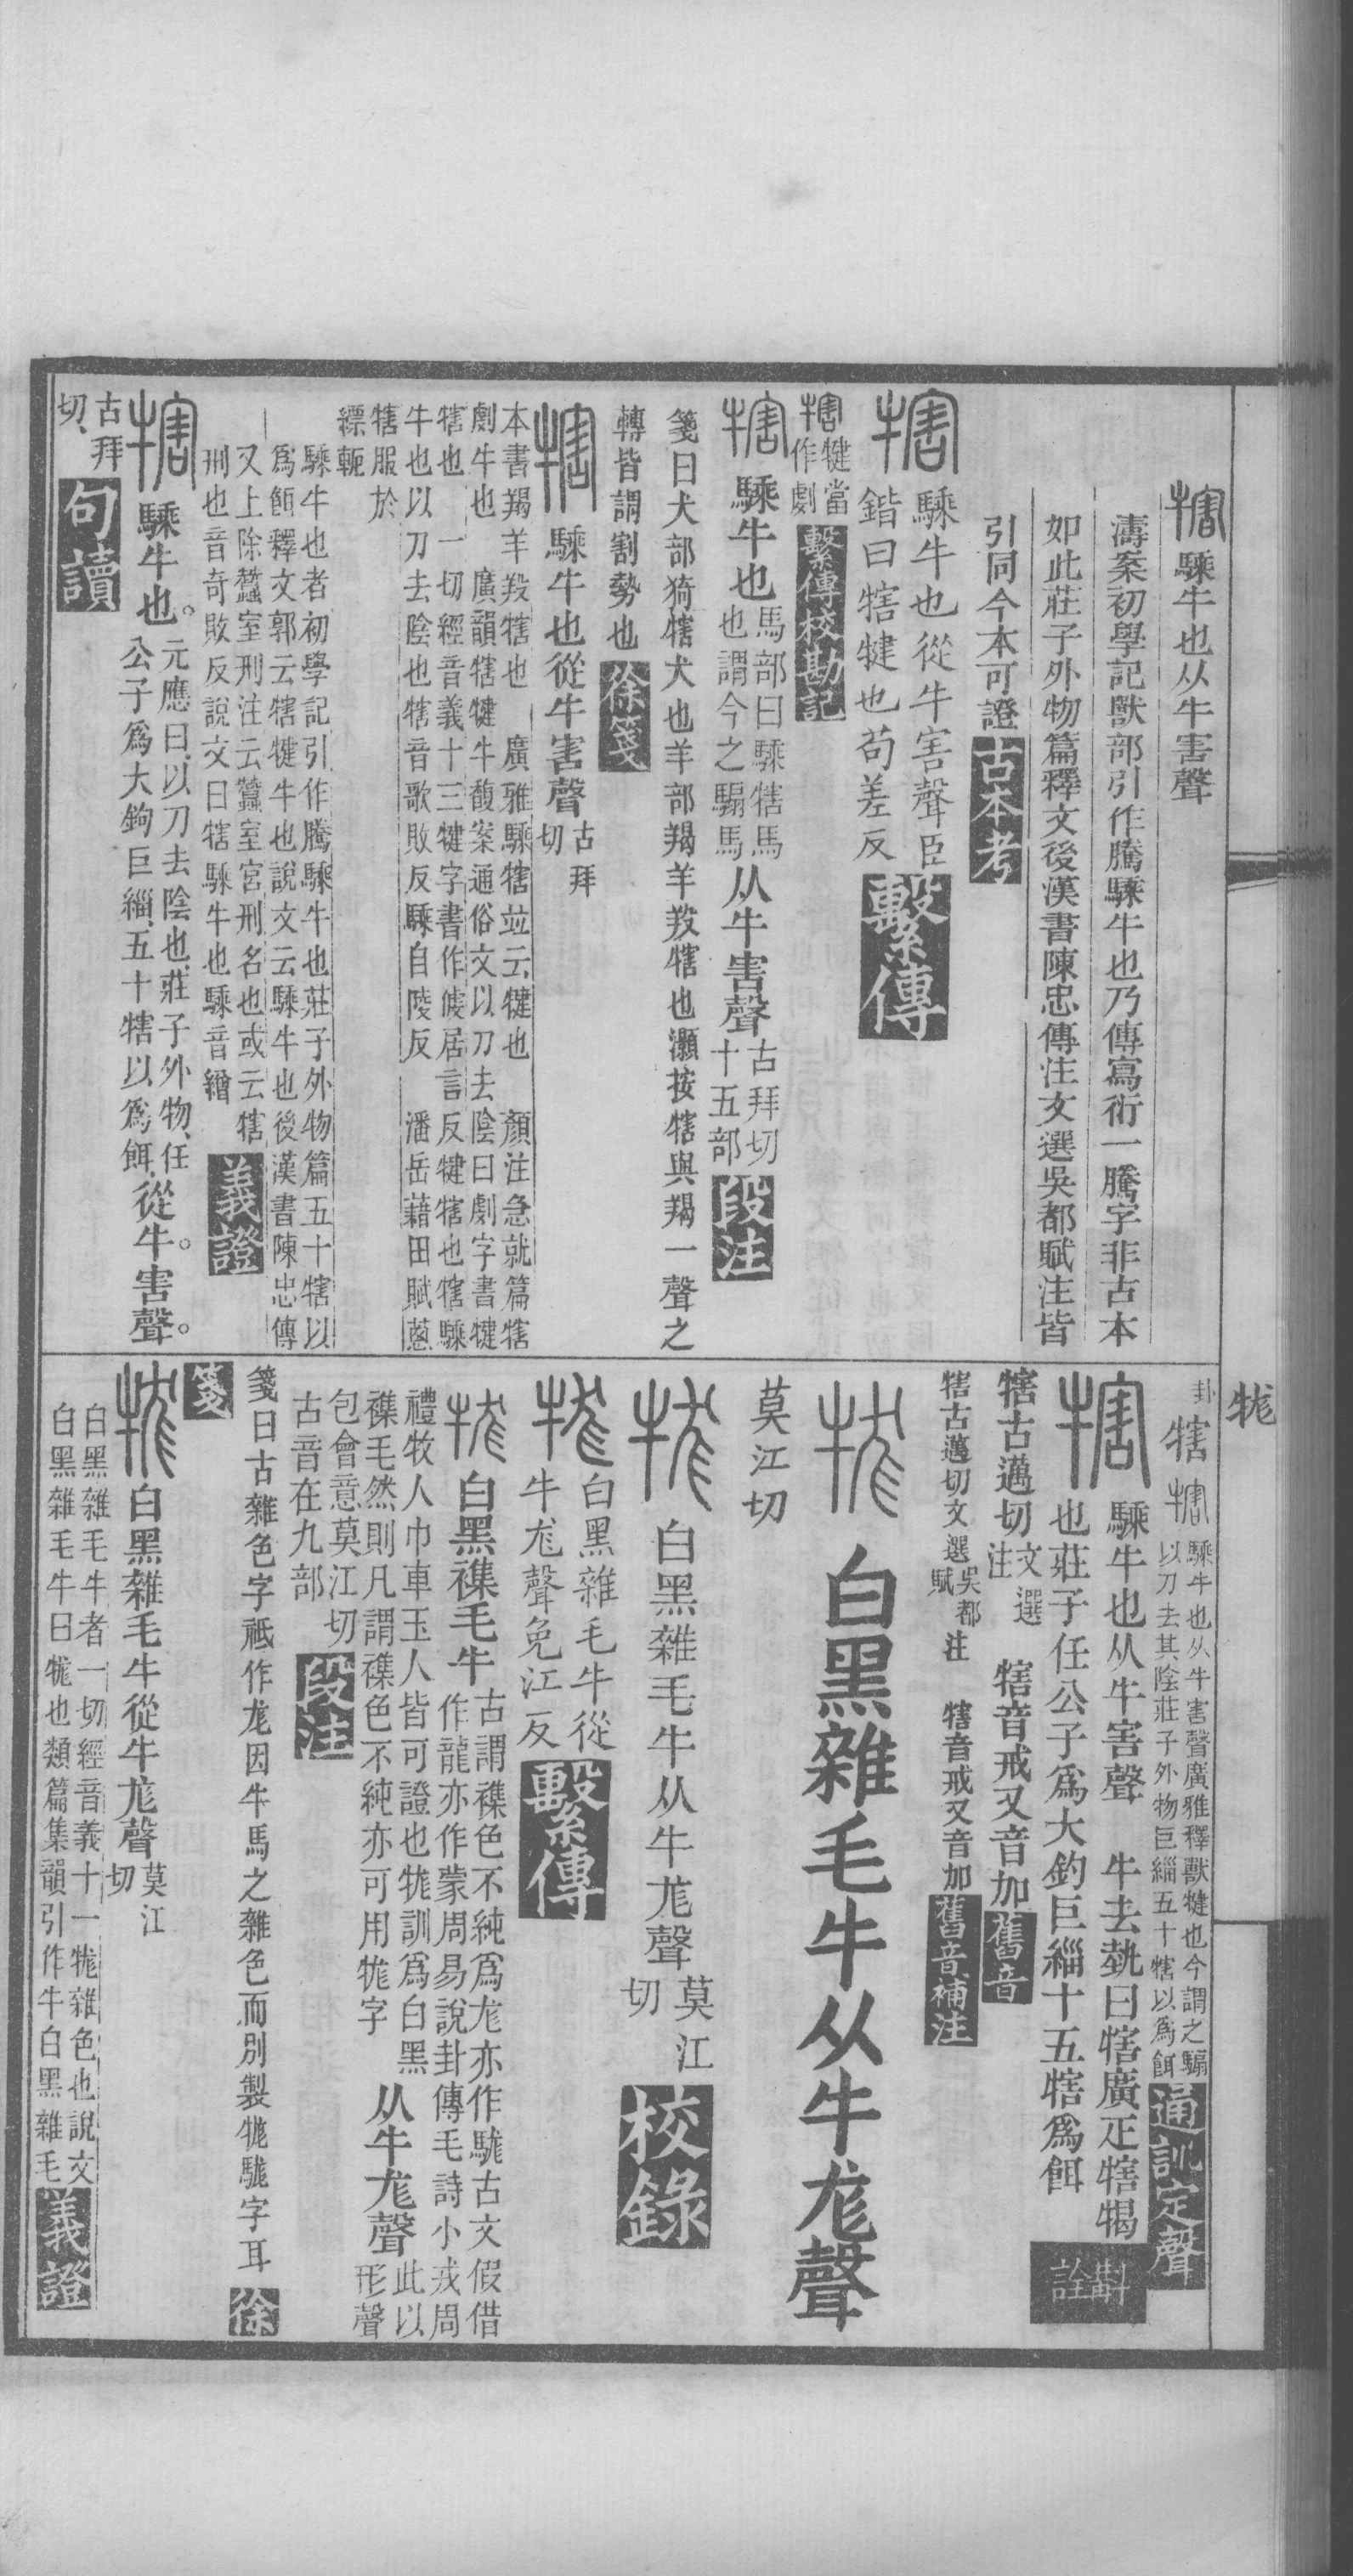 牻
犗騬牛也从牛害聲
濤案初學記獸部引作騰騬牛也乃傳寫衍一騰字非古本
如此莊子外物篇釋文後漢書陳忠傳注文選吳都賦注皆
引同今本可證古本考
犗騬牛也從牛害聲臣
鍇曰犗犍也苟差反繫傳
犗犍當
作劇繫傳校勘記
犗騬牛也馬部曰騬犗馬
也謂今之騸馬从牛害聲古拜切
十五部段注
箋曰犬部猗犗犬也羊部羯羊羖犗也灝按犗與羯一聲之
轉皆謂割勢也徐箋
犗騬牛也從牛害聲古拜
切
本書羯羊羖犗也 廣雅騬犗竝云犍也 顏注急就篇犗
劇牛也 廣韻犗犍牛馥案通俗文以刀去陰曰劇字書犍
犗也 一切經音義十三犍字書作㨜居言反犍犗也犗騬
牛也以刀去陰也犗音歌敗反騬自陵反 潘岳藉田賦蔥
犗服於
縹軛
騬牛也者初學記引作騰騬牛也莊子外物篇五十犗以
爲餌釋文郭云犗犍牛也說文云騬牛也後漢書陳忠傳
又上除蠶室刑注云蠶室宮刑名也或云犗
刑也音奇敗反說文曰犗騬牛也騬音繒義證
犗騬牛也。元應曰、以刀去陰也、莊子外物、任
公子爲大鉤巨緇、五十犗以爲餌、從牛。害聲。
古拜
切、句讀
卦犗犗騬牛也从牛害聲廣雅釋獸犍也今謂之騸
以刀去其陰莊子外物巨緇五十犗以爲餌通訓定聲
犗騬牛也从牛害聲 牛去埶曰犗廣疋犗犗
也莊子任公子爲大釣巨緇十五犗爲餌斠詮
犗古邁切文選
注 犗音戒又音加舊音
犗古邁切文選吳都
賦注 犗音戒又音加舊音補注
牻白黑雜毛牛从牛尨聲
莫江切
牻白黑雜毛牛从牛尨聲莫江
切校錄
牻白黑雜毛牛從
牛尨聲免江反繫傳
牻白黑襍毛牛古謂襍色不純爲尨亦作駹古文假借
作龍亦作蒙周易說卦傳毛詩小戎周
禮牧人巾車玉人皆可證也牻訓爲白黑
襍毛然則凡謂襍色不純亦可用牻字从牛尨聲此以
形聲
包會意莫江切
古音在九部段注
箋曰古雜色字祇作尨因牛馬之雜色而別製牻駹字耳徐
箋
牻白黑雜毛牛從牛尨聲莫江
切
白黑雜毛牛者一切經音義十一牻雜色也說文
白黑雜毛牛曰牻也類篇集韻引作牛白黑雜毛義證